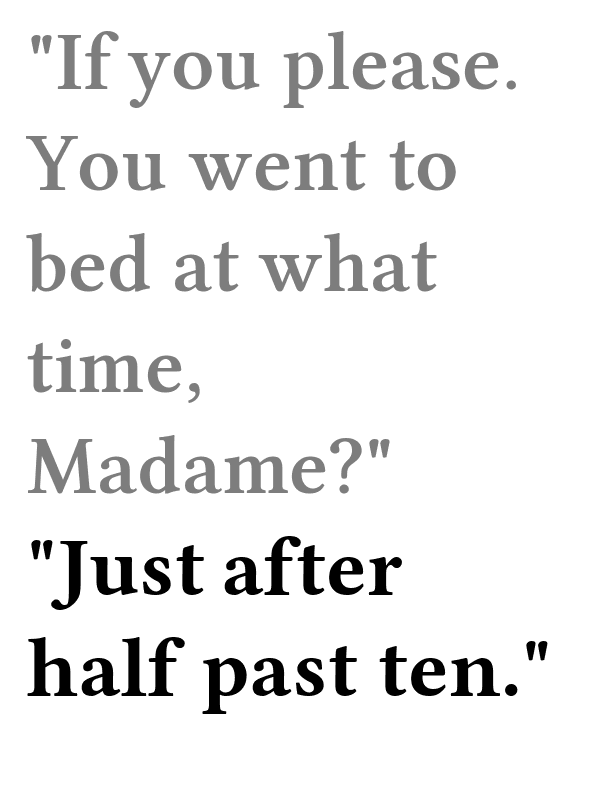 "If you please.
You went to
bed at what
time,
Madame?"
"Just after
half past ten."